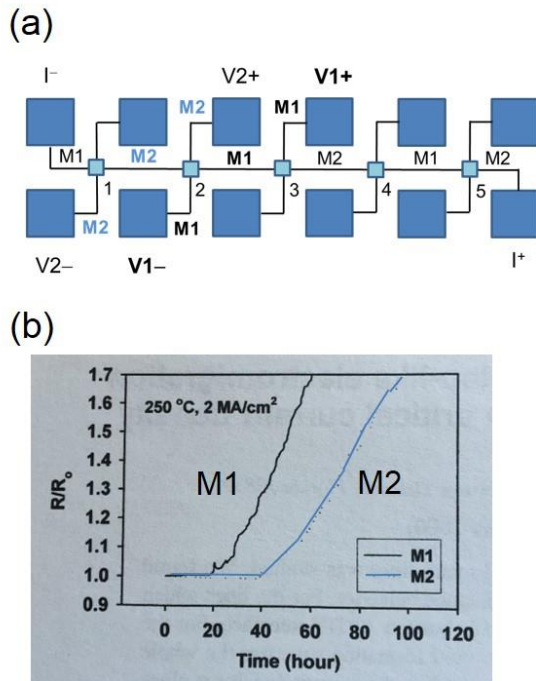 (a)
I⁻ V2+ V1+
M2 M1
M1 M2 M1 M2 M1 M2
1 2 3 4 5
M2 M1
V2– V1– I⁺
(b)
1.7
1.6
1.5
1.4
1.3
1.2
1.1
1.0
0.9
R/Rₒ
250 °C, 2 MA/cm²
M1 M2
M1
M2
0 20 40 60 80 100 120
Time (hour)